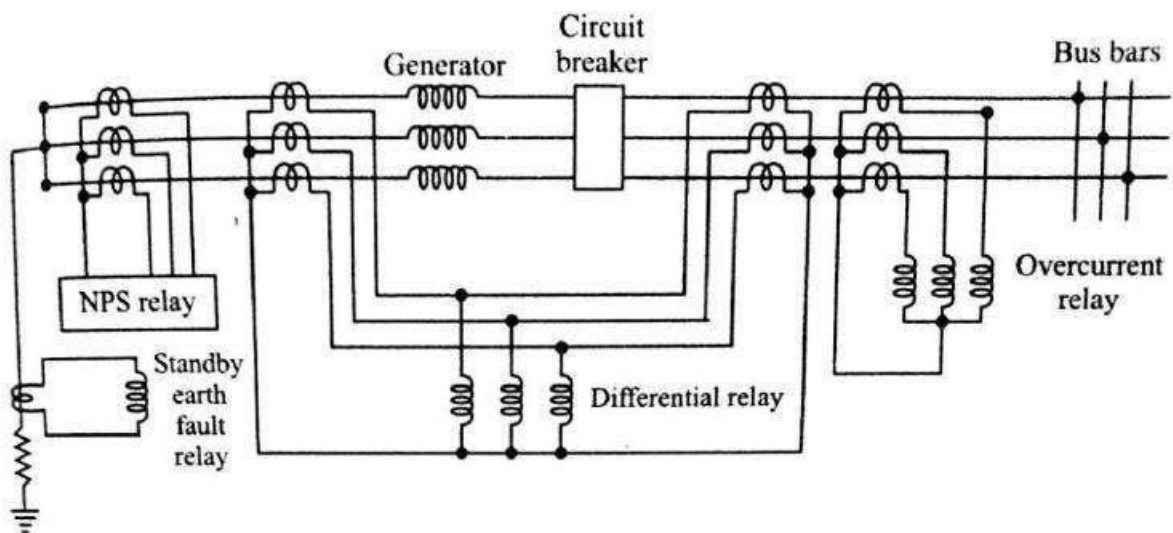 Circuit
breaker
Generator
Bus bars
NPS relay
Standby
earth
fault
relay
Differential relay
Overcurrent
relay